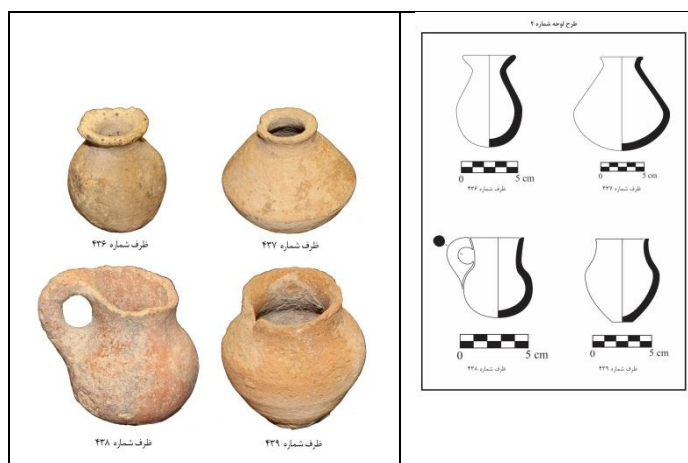 ظرف شماره ۴۳۶
ظرف شماره ۴۳۷
ظرف شماره ۴۳۸
ظرف شماره ۴۳۹
طرح لوحه شماره ۲
0 5 cm
ظرف شماره ۴۳۶
0 5 cm
ظرف شماره ۴۳۷
0 5 cm
ظرف شماره ۴۳۸
0 5 cm
ظرف شماره ۴۳۹